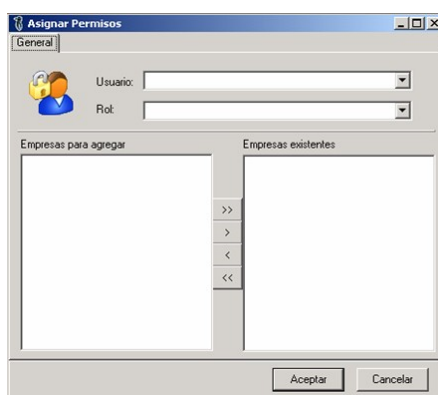 Asignar Permisos
General
Usuario:
Rol:
Empresas para agregar
Empresas existentes
>>
>
<
<<
Aceptar
Cancelar